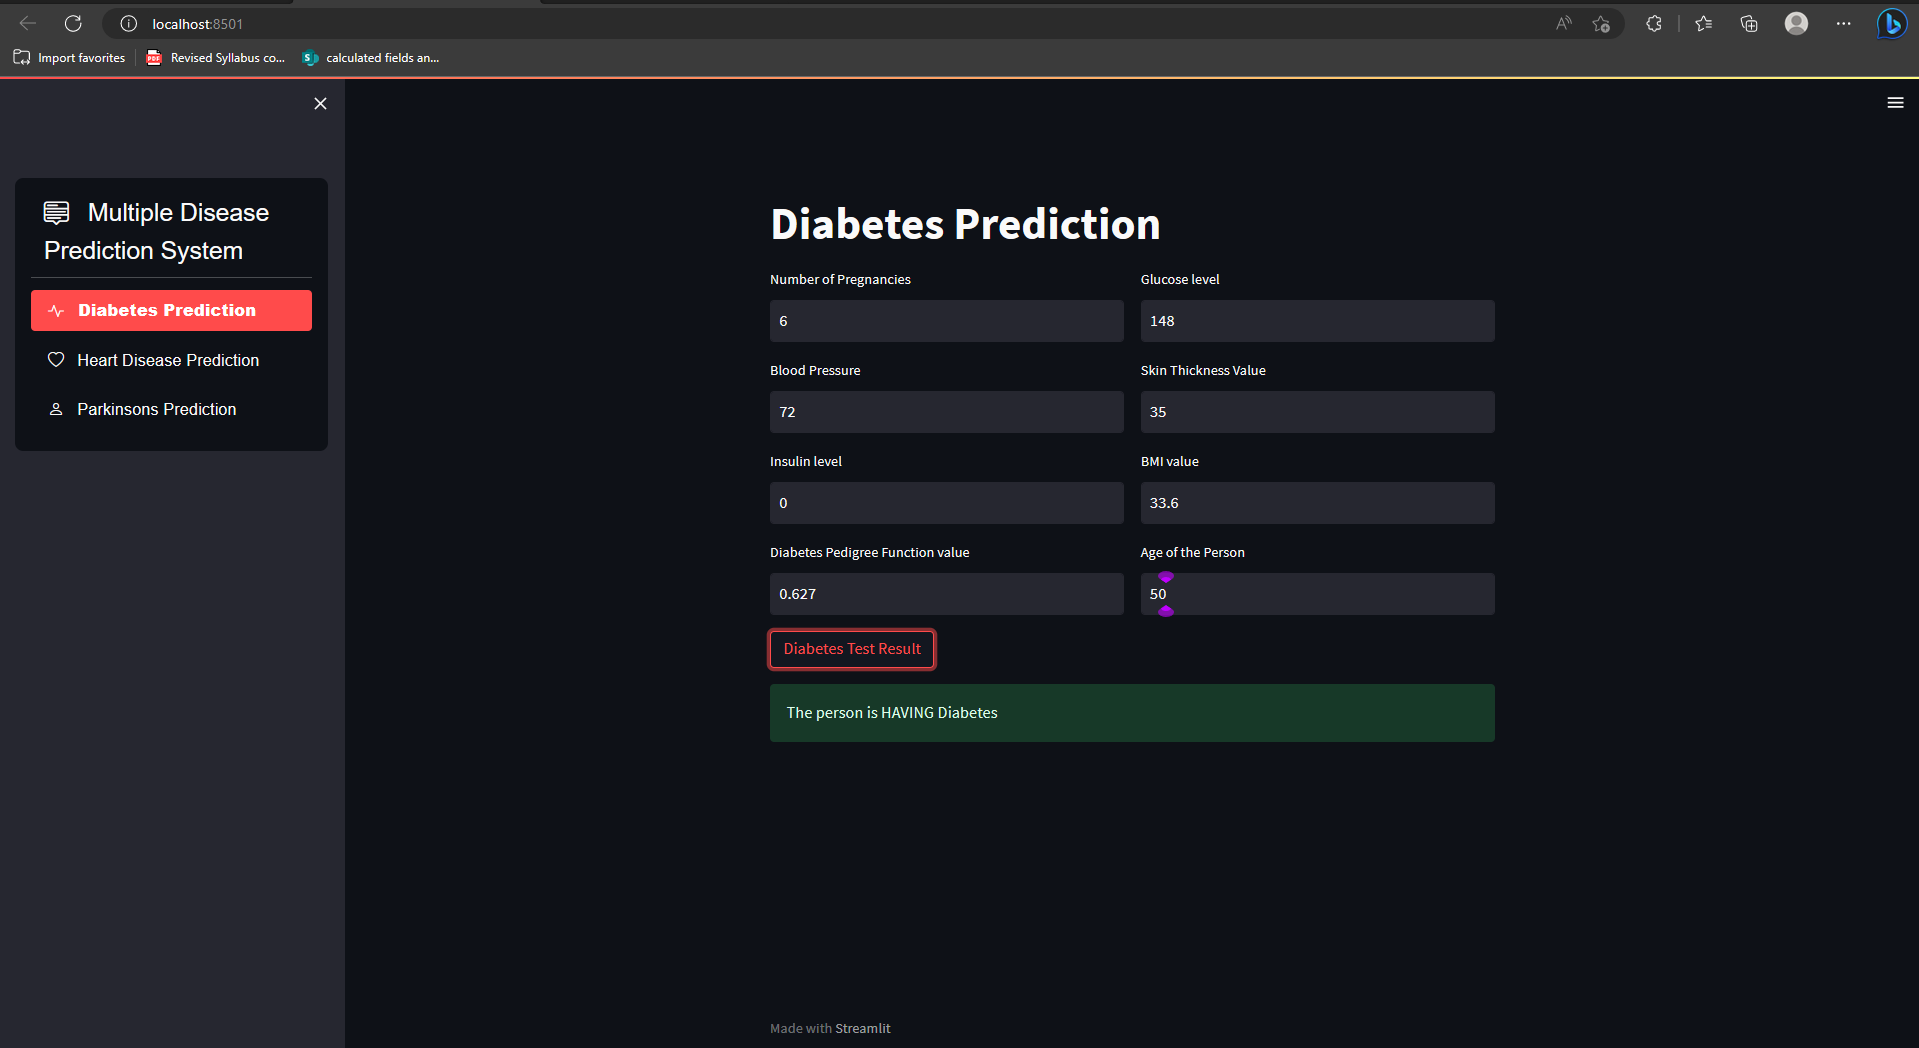 localhost:8501
Import favorites
PDF
Revised Syllabus co...
S
calculated fields an...
Multiple Disease
Prediction System
Diabetes Prediction
Heart Disease Prediction
Parkinsons Prediction
Diabetes Prediction
Number of Pregnancies
Glucose level
6
148
Blood Pressure
Skin Thickness Value
72
35
Insulin level
BMI value
0
33.6
Diabetes Pedigree Function value
Age of the Person
0.627
50
Diabetes Test Result
The person is HAVING Diabetes
Made with Streamlit